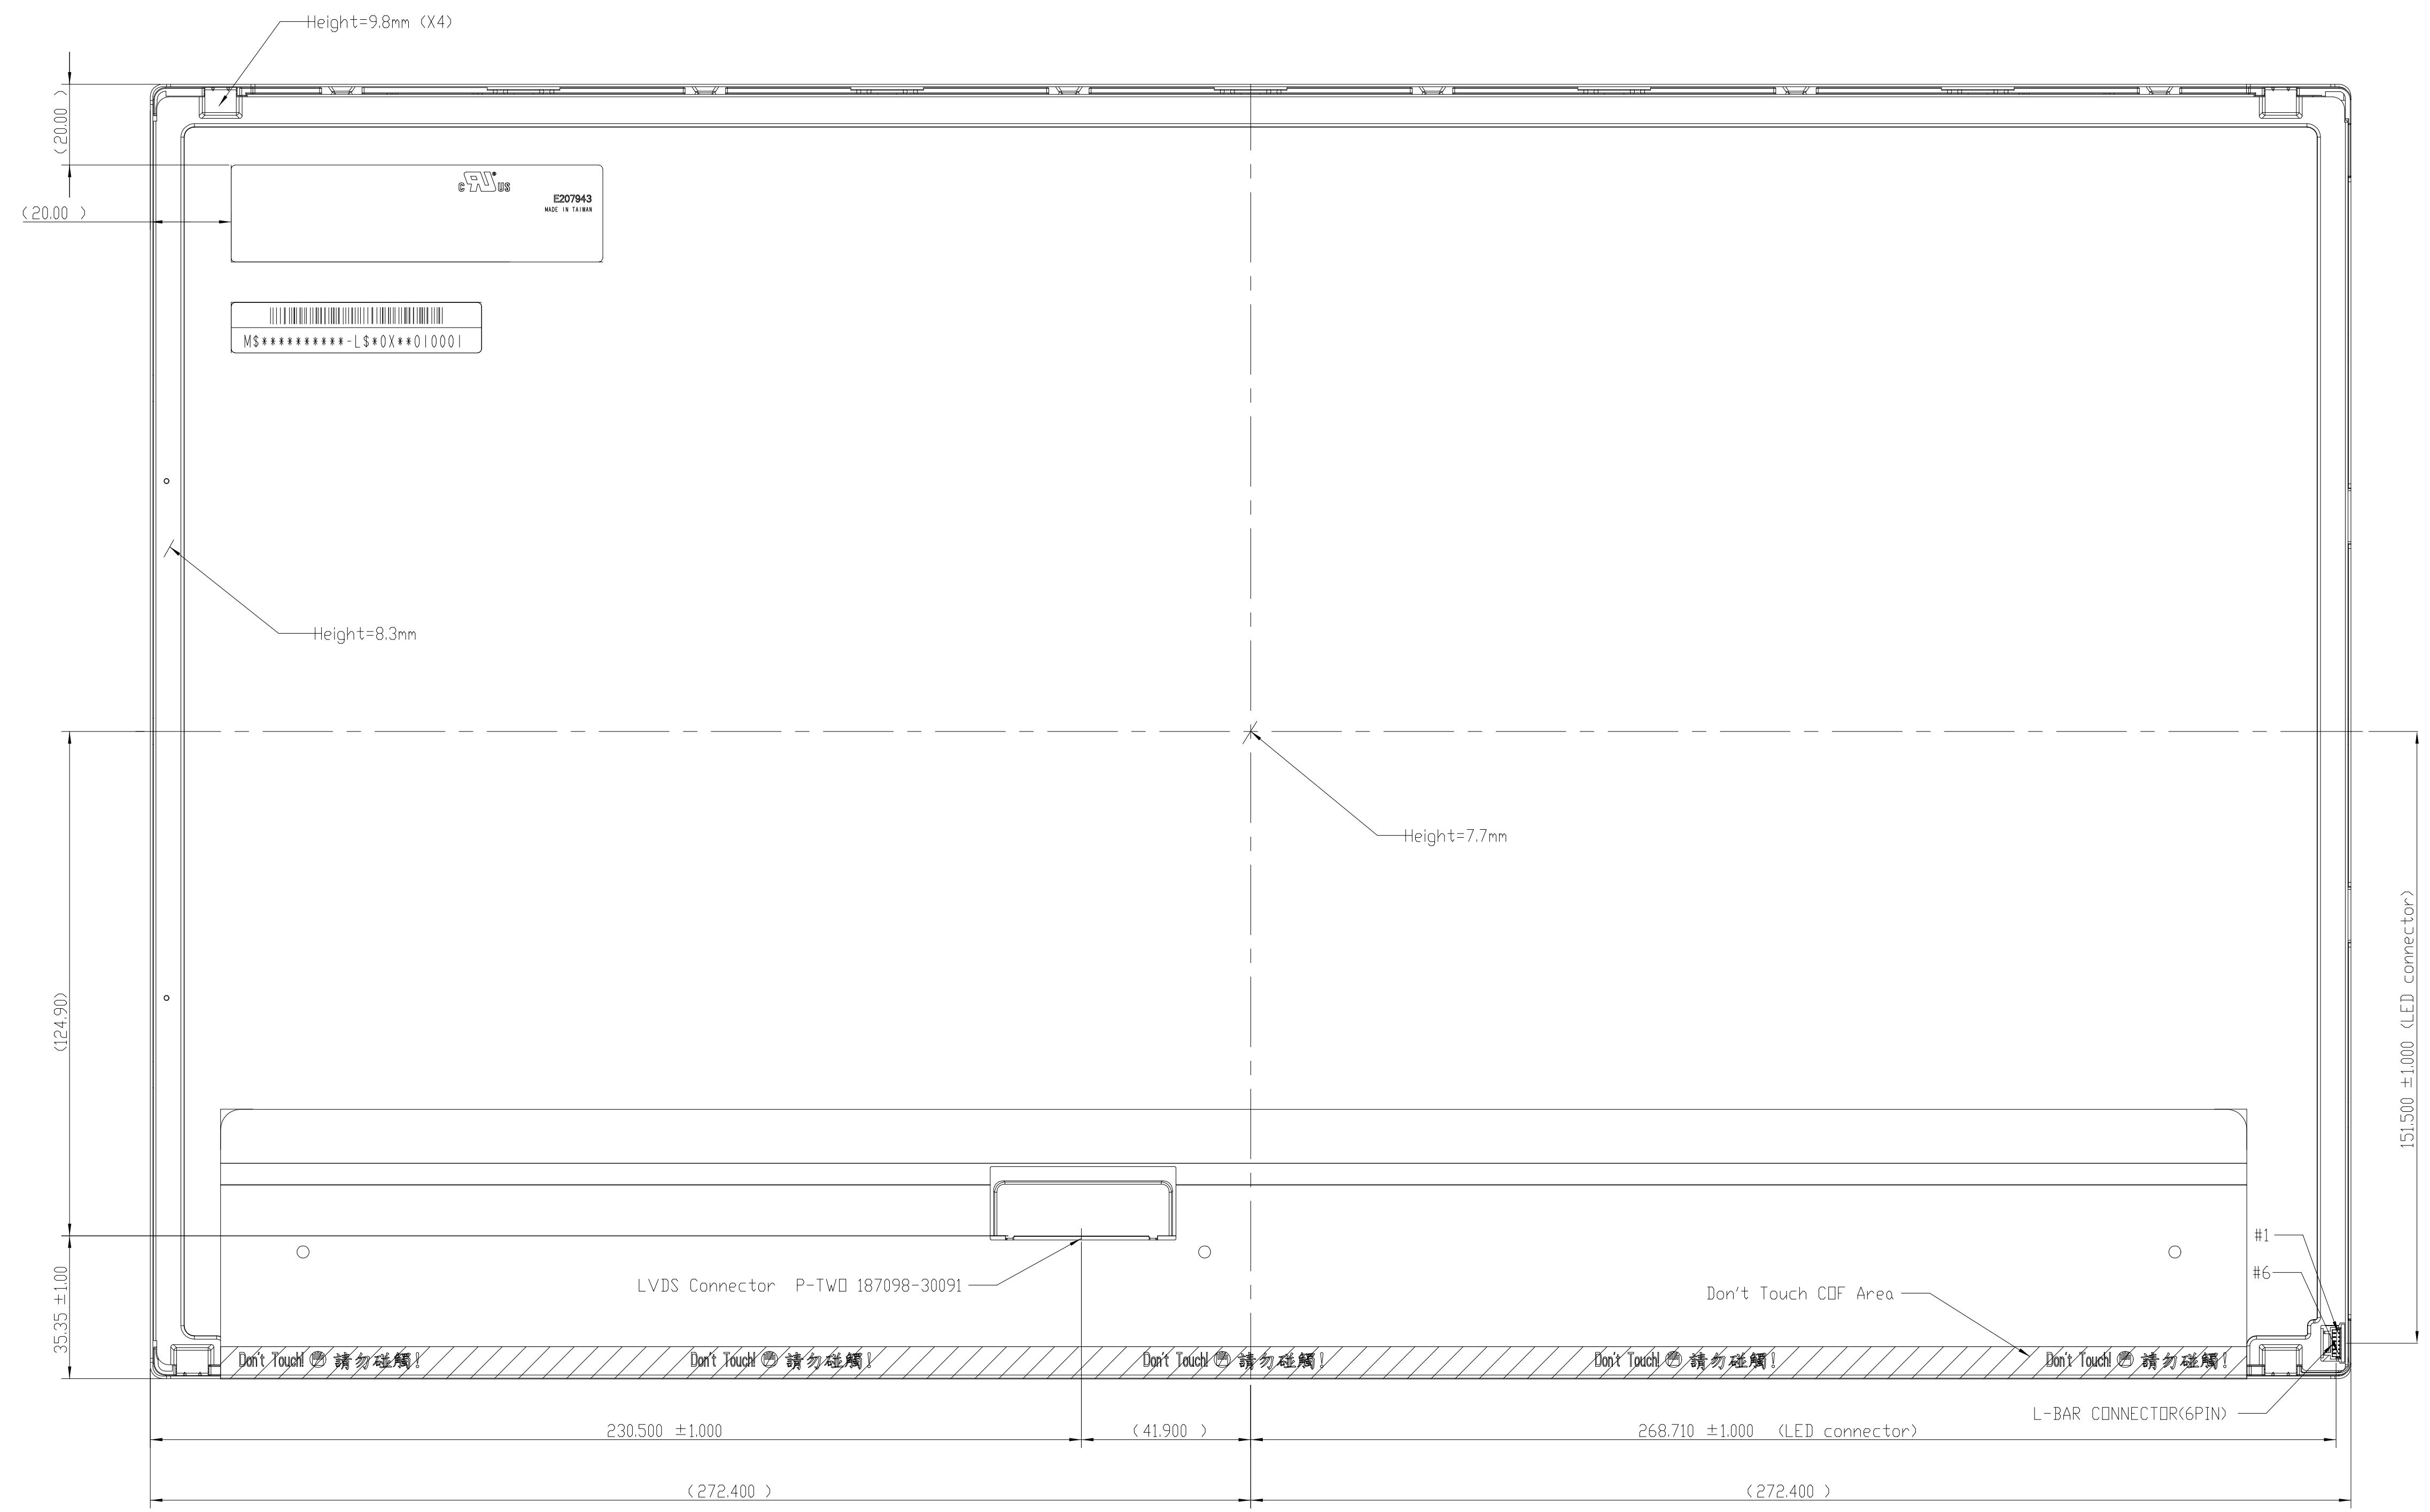 Height=9.8mm (X4)
(20.00 )
(20.00 )
c RU ® US
E207943
MADE IN TAIWAN
M$**********-L$*0X**010001
Height=8.3mm
Height=7.7mm
(124.90)
151.500 ±1.000 (LED connector)
35.35 ±1.00
#1
#6
LVDS Connector P-TWO 187098-30091
Don't Touch COF Area
Don't Touch! 請勿碰觸!
Don't Touch! 請勿碰觸!
Don't Touch! 請勿碰觸!
Don't Touch! 請勿碰觸!
Don't Touch! 請勿碰觸!
L-BAR CONNECTOR(6PIN)
230.500 ±1.000
(41.900 )
268.710 ±1.000 (LED connector)
(272.400 )
(272.400 )